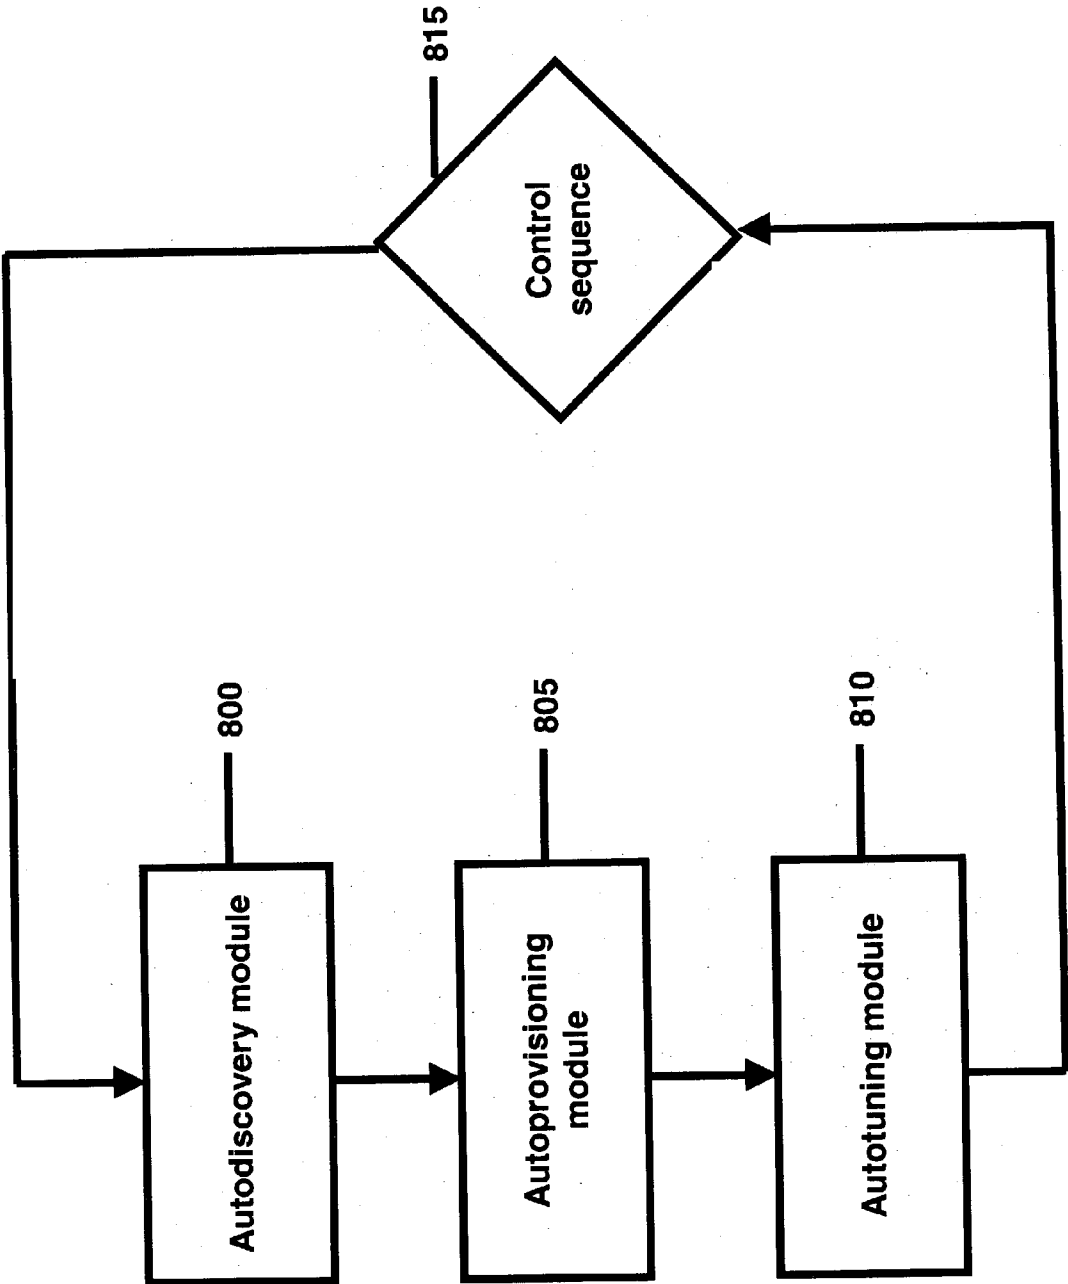 Autodiscovery module
800
Autoprovisioning
module
805
Autotuning module
810
Control
sequence
815